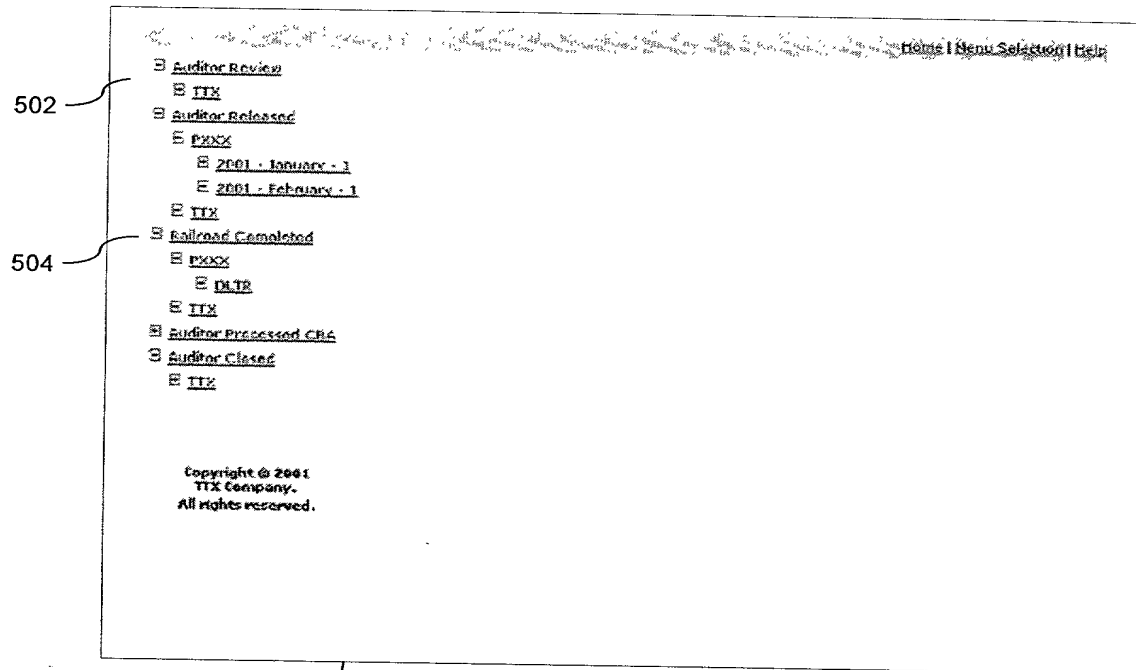 Home | Menu Selection | Help
Auditor Review
502
TTX
Auditor Released
PXXX
2001 - January - 1
2001 - February - 1
TTX
Railroad Completed
504
PXXX
DLTR
TTX
Auditor Processed CBA
Auditor Closed
TTX
Copyright © 2001
TTX Company.
All rights reserved.